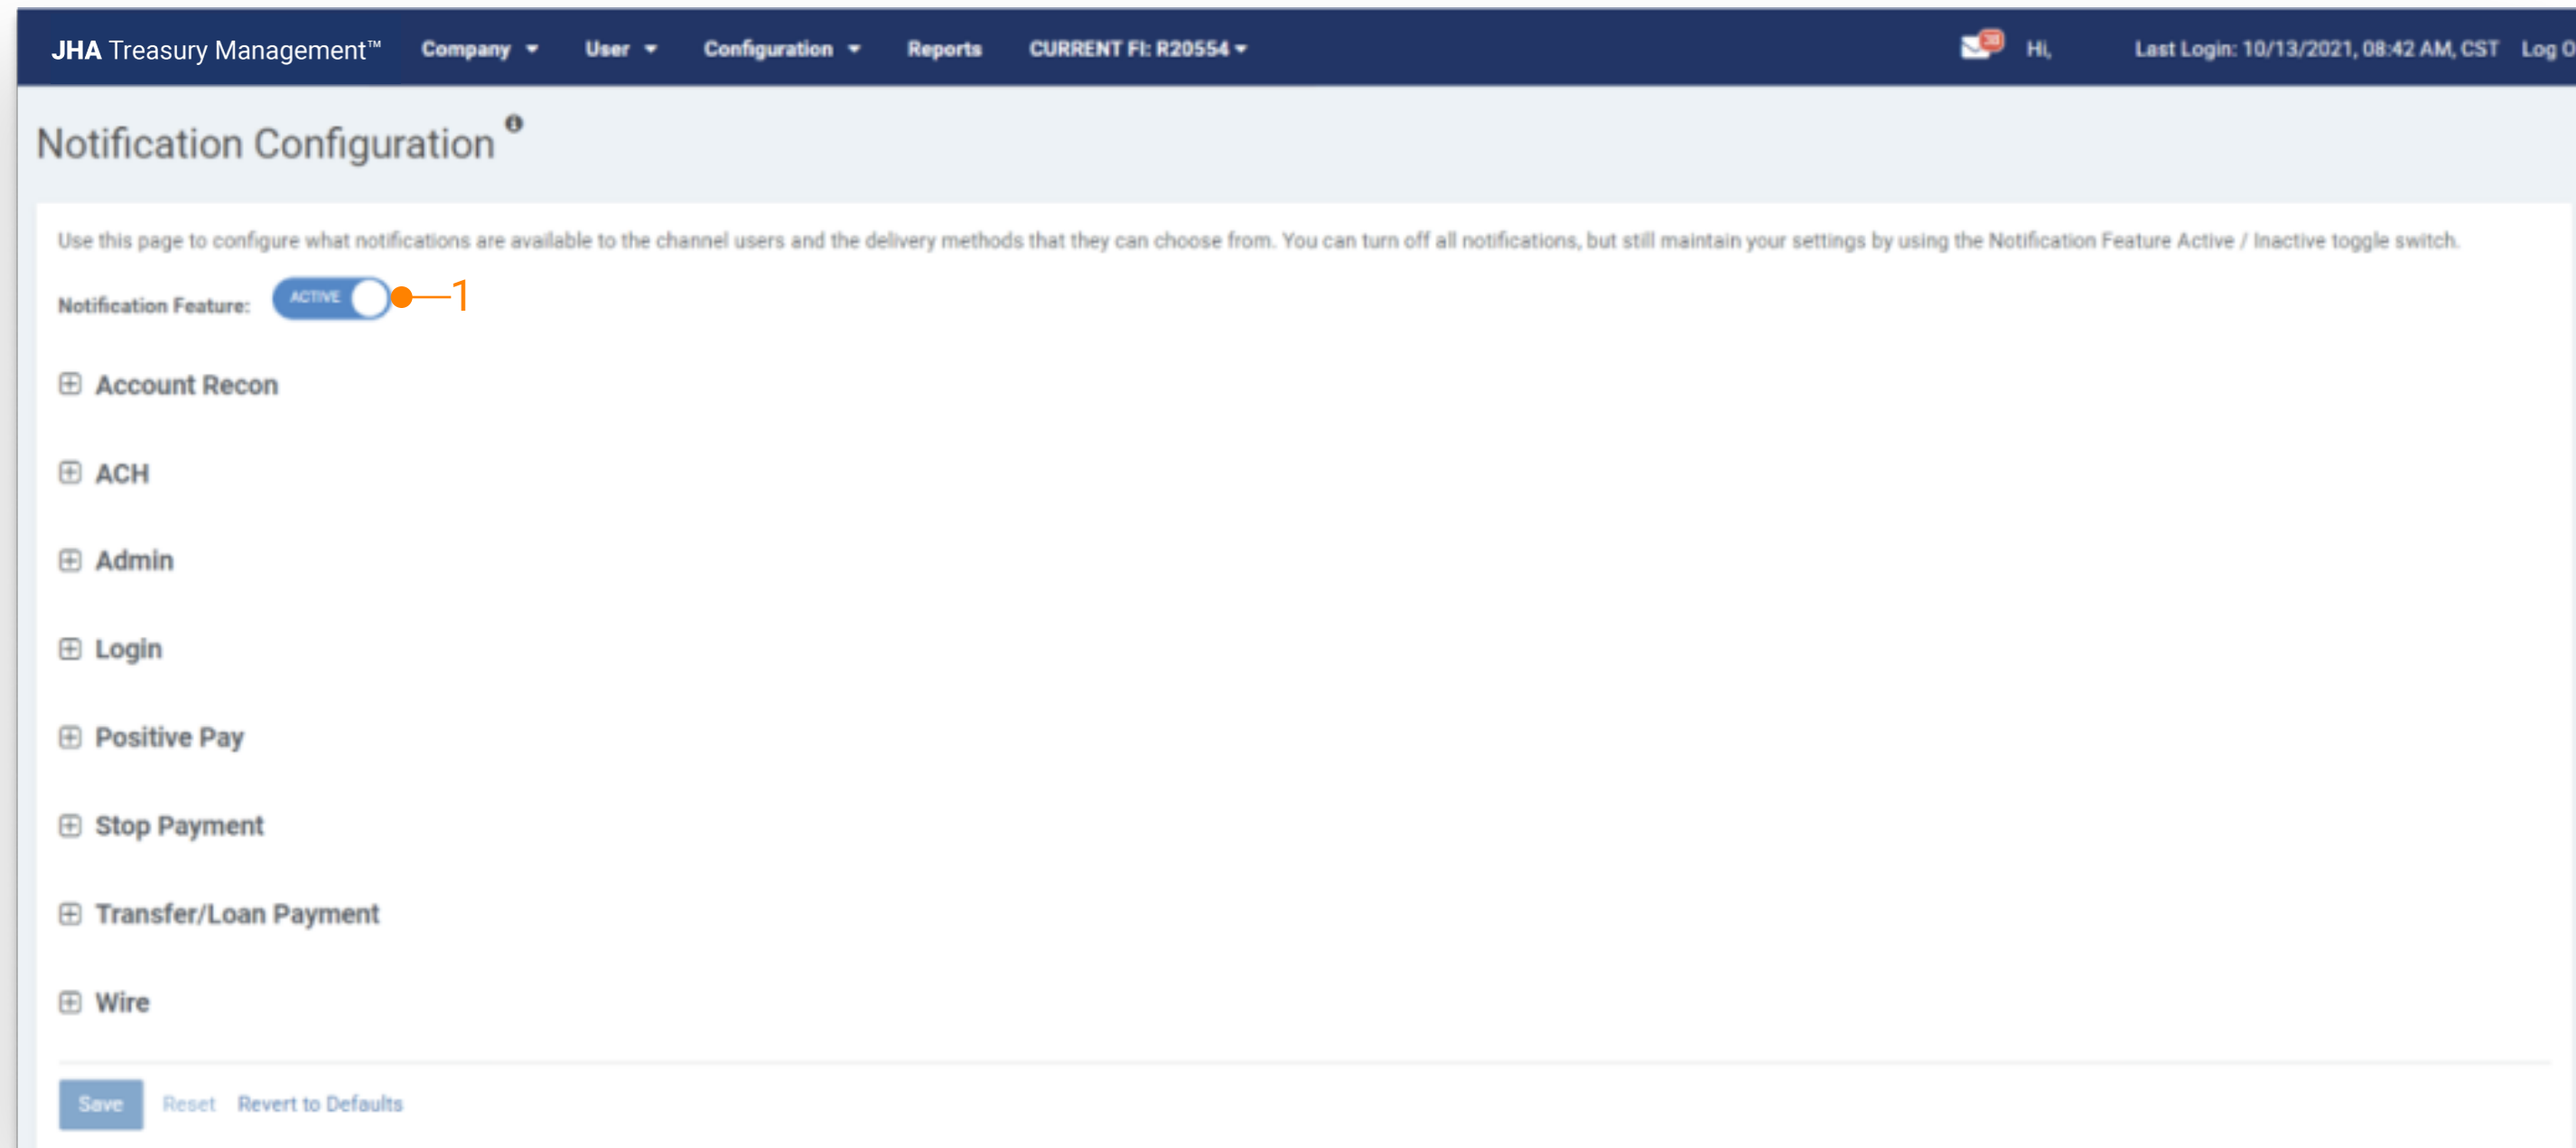 JHA Treasury Management™ Company User Configuration Reports CURRENT FI: R20554 38 Hi, Last Login: 10/13/2021, 08:42 AM, CST Log O
Notification Configuration
Use this page to configure what notifications are available to the channel users and the delivery methods that they can choose from. You can turn off all notifications, but still maintain your settings by using the Notification Feature Active / Inactive toggle switch.
Notification Feature: ACTIVE 1
Account Recon
ACH
Admin
Login
Positive Pay
Stop Payment
Transfer/Loan Payment
Wire
Save Reset Revert to Defaults